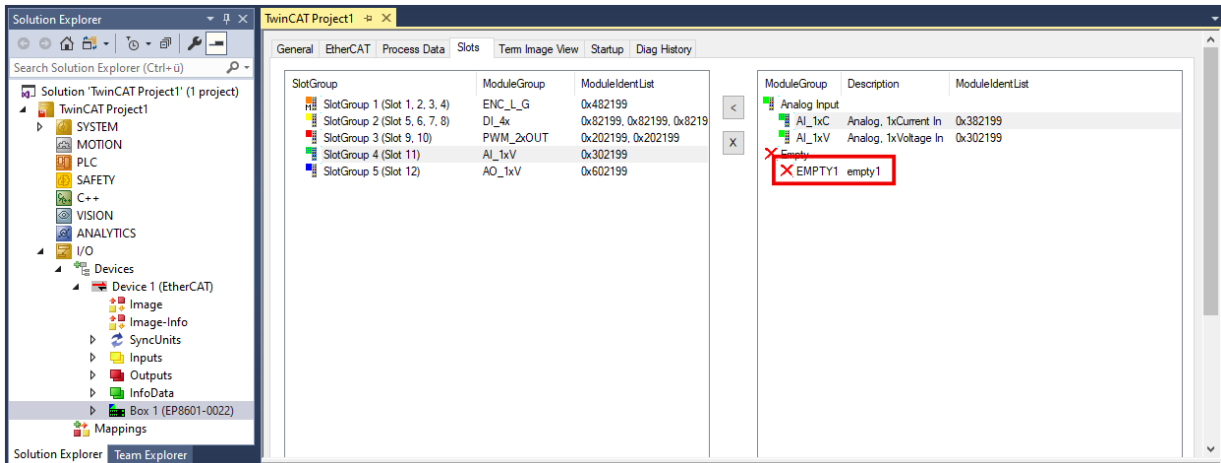 Solution Explorer
Search Solution Explorer (Ctrl+ü)
Solution 'TwinCAT Project1' (1 project)
TwinCAT Project1
SYSTEM
MOTION
PLC
SAFETY
C++
VISION
ANALYTICS
I/O
Devices
Device 1 (EtherCAT)
Image
Image-Info
SyncUnits
Inputs
Outputs
InfoData
Box 1 (EP8601-0022)
Mappings
Solution Explorer Team Explorer
TwinCAT Project1
General EtherCAT Process Data Slots Term Image View Startup Diag History
SlotGroup ModuleGroup ModuleIdentList
SlotGroup 1 (Slot 1, 2, 3, 4) ENC_L_G 0x482199
SlotGroup 2 (Slot 5, 6, 7, 8) DI_4x 0x82199, 0x82199, 0x8219
SlotGroup 3 (Slot 9, 10) PWM_2xOUT 0x202199, 0x202199
SlotGroup 4 (Slot 11) AI_1xV 0x302199
SlotGroup 5 (Slot 12) AO_1xV 0x602199
<
X
ModuleGroup Description ModuleIdentList
Analog Input
AI_1xC Analog, 1xCurrent In 0x382199
AI_1xV Analog, 1xVoltage In 0x302199
Empty
EMPTY1 empty1